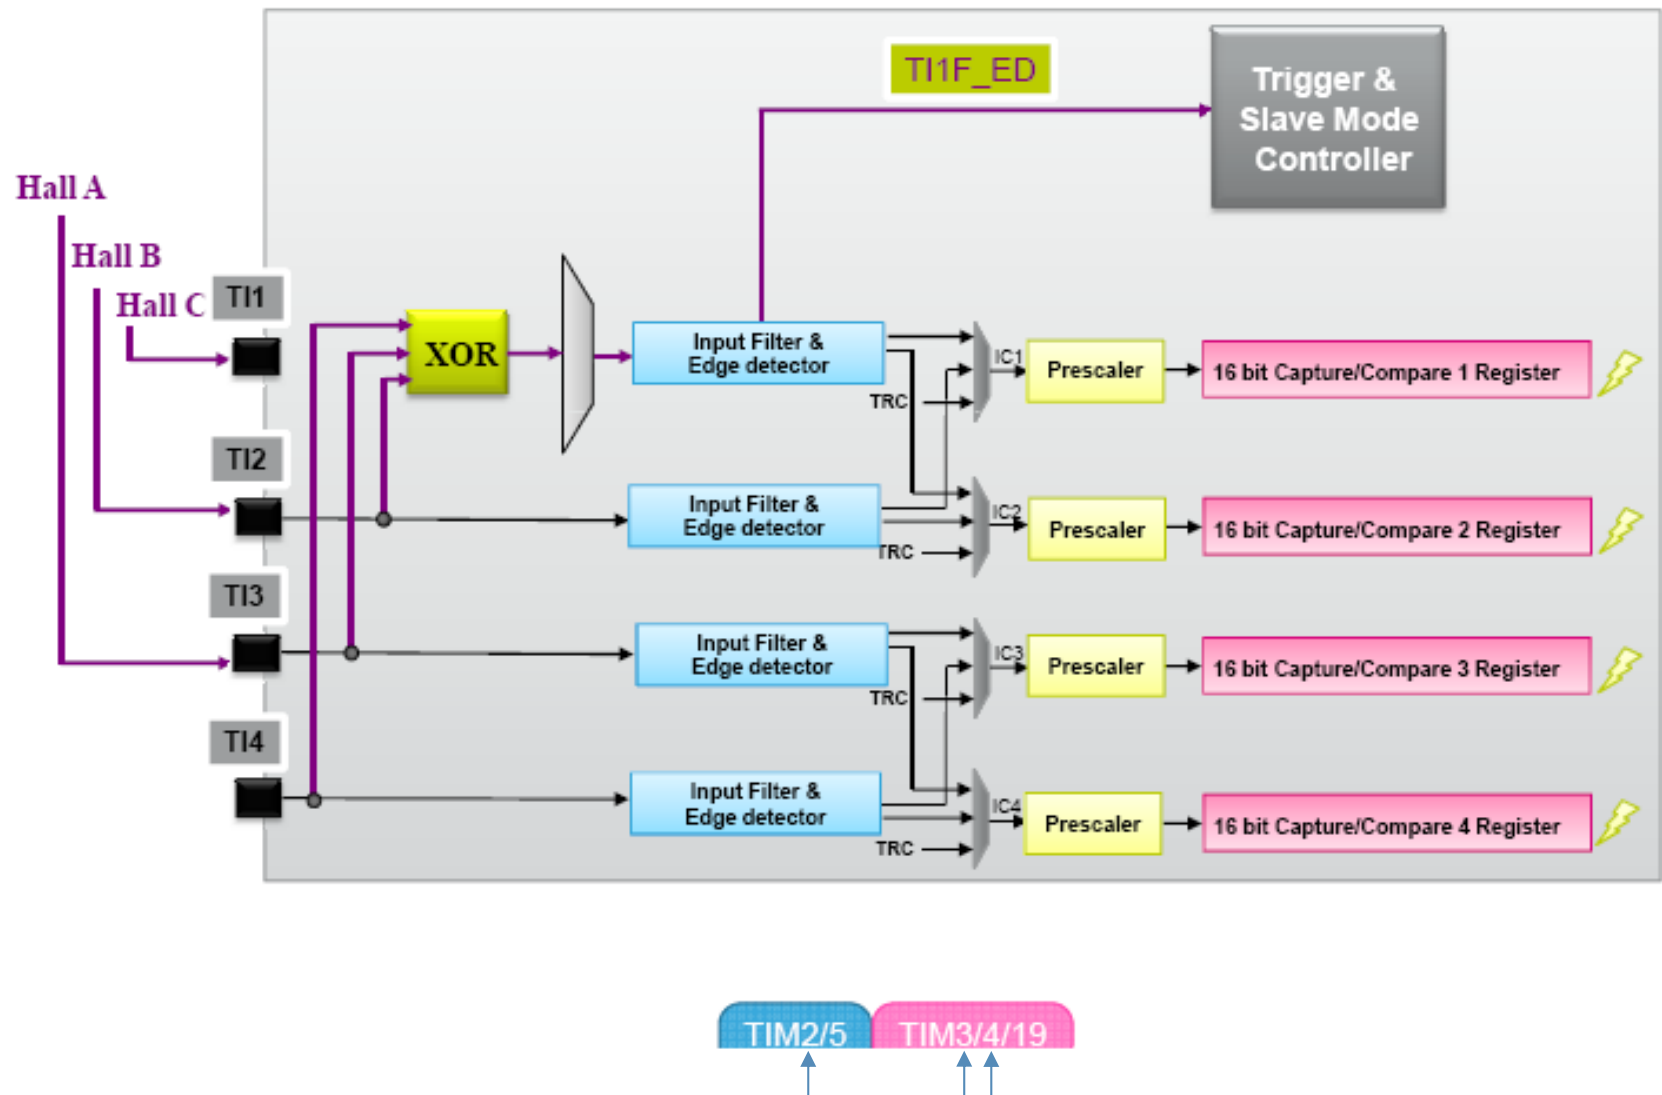 TI1F_ED
Trigger &
Slave Mode
Controller
Hall A
Hall B
Hall C
TI1
XOR
Input Filter &
Edge detector
TRC
IC1
Prescaler
16 bit Capture/Compare 1 Register
TI2
Input Filter &
Edge detector
TRC
IC2
Prescaler
16 bit Capture/Compare 2 Register
TI3
Input Filter &
Edge detector
TRC
IC3
Prescaler
16 bit Capture/Compare 3 Register
TI4
Input Filter &
Edge detector
TRC
IC4
Prescaler
16 bit Capture/Compare 4 Register
TIM2/5
TIM3/4/19